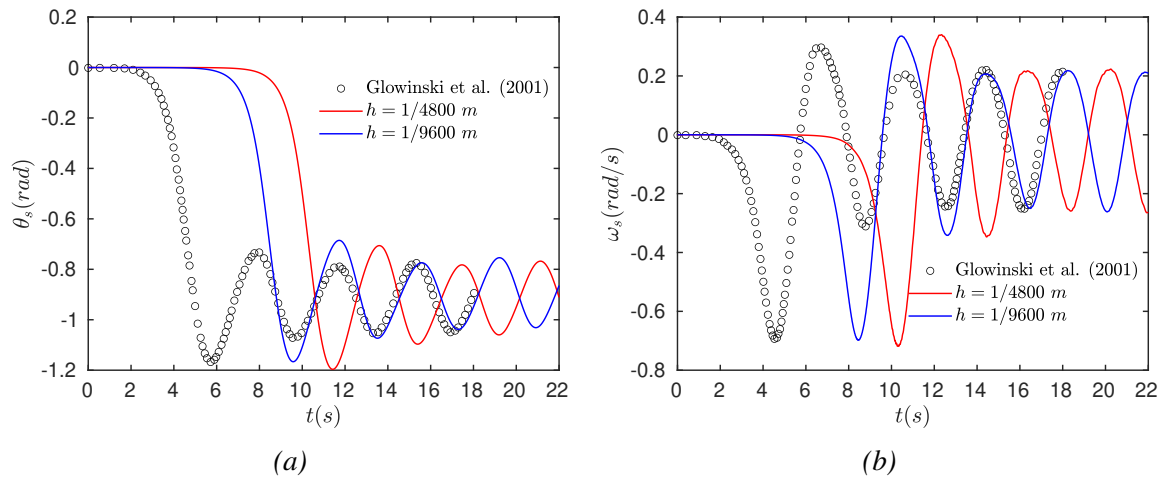 0.2
0
-0.2
-0.4
-0.6
-0.8
-1
-1.2
θₛ(rad)
Glowinski et al. (2001)
h = 1/4800 m
h = 1/9600 m
0 2 4 6 8 10 12 14 16 18 20 22
t(s)
(a)
0.4
0.2
0
-0.2
-0.4
-0.6
-0.8
ωₛ(rad/s)
Glowinski et al. (2001)
h = 1/4800 m
h = 1/9600 m
0 2 4 6 8 10 12 14 16 18 20 22
t(s)
(b)